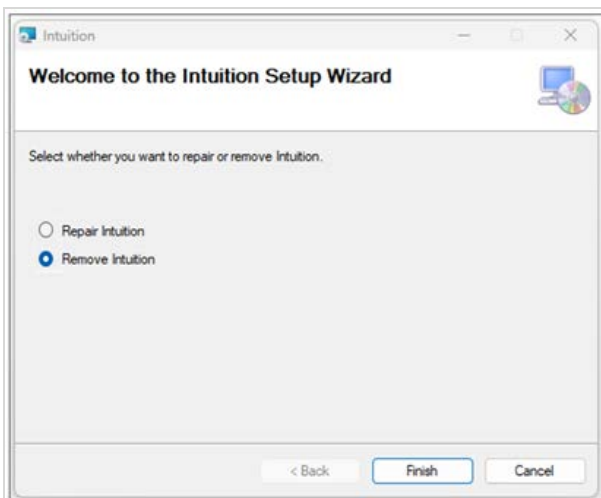 Intuition
Welcome to the Intuition Setup Wizard
Select whether you want to repair or remove Intuition.
Repair Intuition
Remove Intuition
< Back
Finish
Cancel